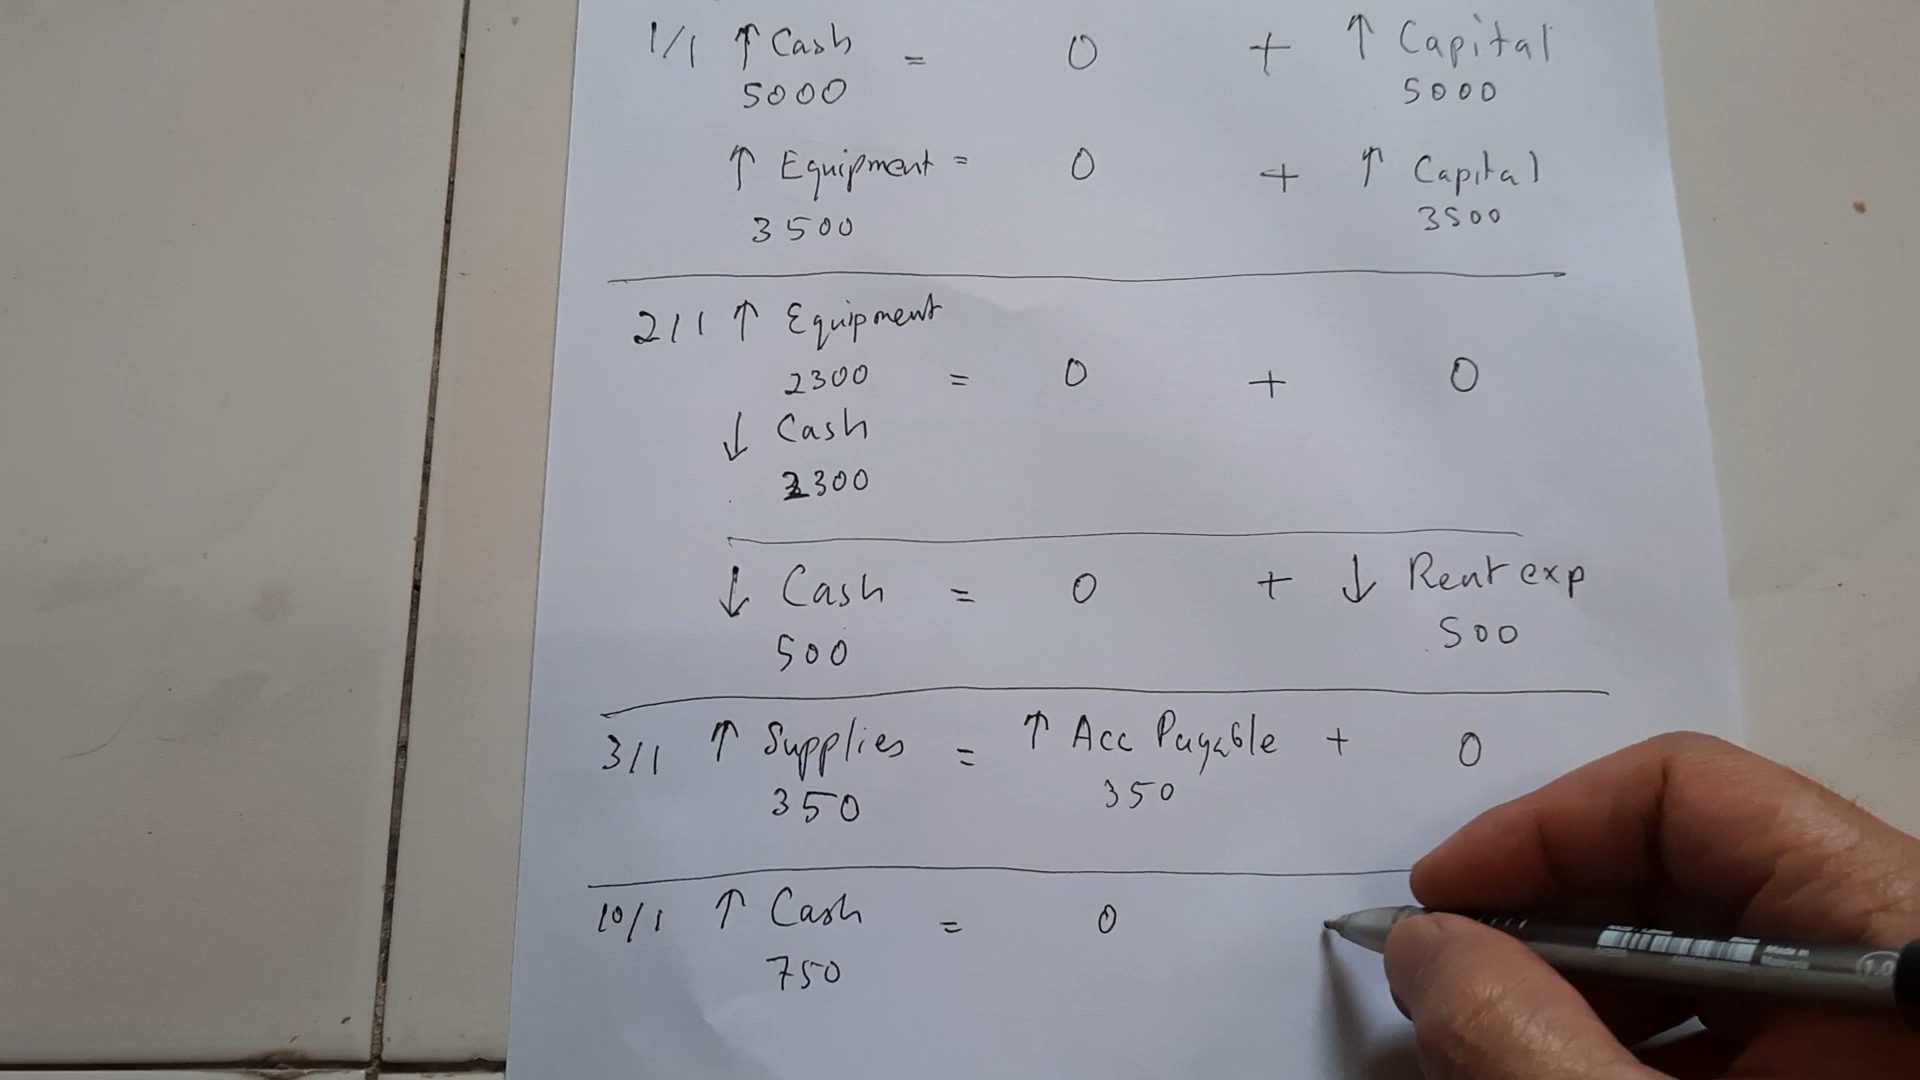 1/1 ↑ Cash = 0 + ↑ Capital
5000 5000
↑ Equipment = 0 + ↑ Capital
3500 3500
2/1 ↑ Equipment
2300 = 0 + 0
↓ Cash
2300
↓ Cash = 0 + ↓ Rent exp
500 500
3/1 ↑ Supplies = ↑ Acc Payable + 0
350 350
10/1 ↑ Cash = 0
750
1.0